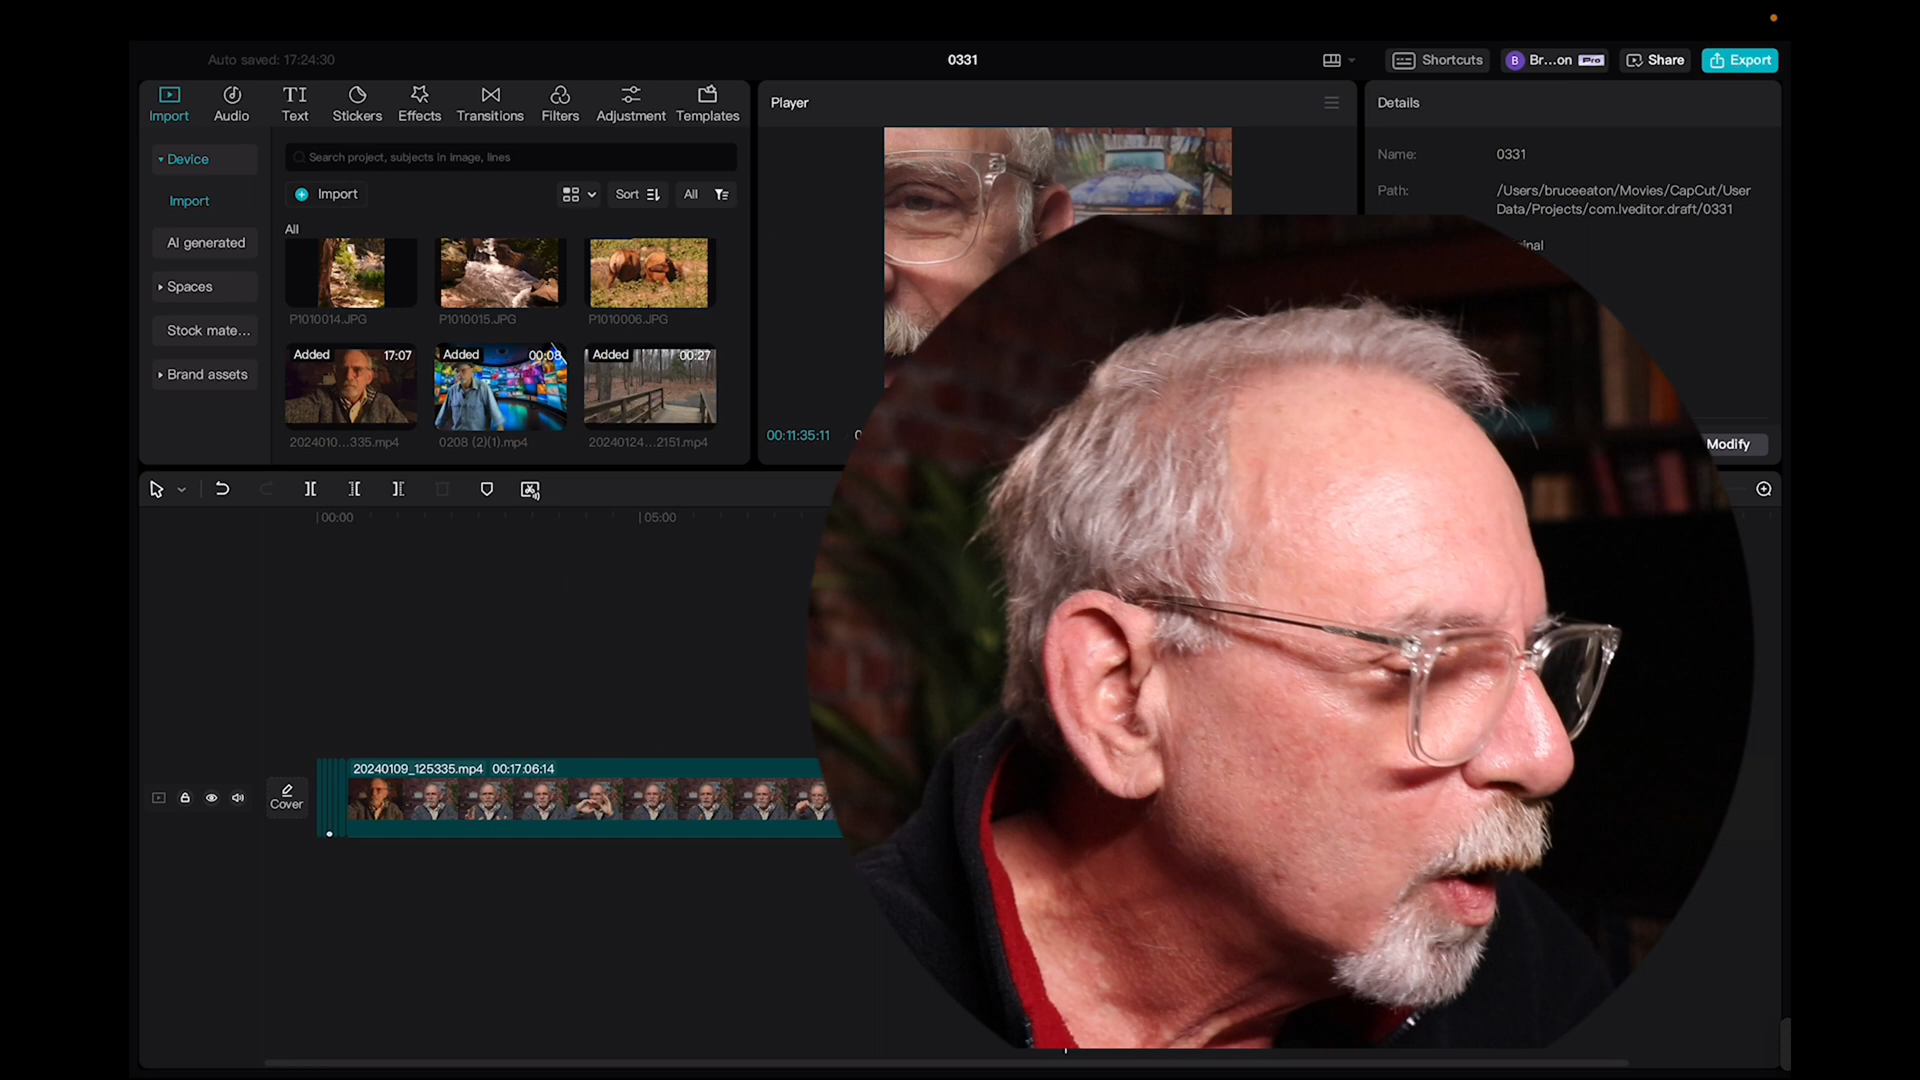 Auto saved: 17:24:30
0331
Shortcuts
B
Br...on
Pro
Share
Export
Import
Audio
TI
Text
Stickers
Effects
Transitions
Filters
Adjustment
Templates
Player
Details
Device
Import
AI generated
Spaces
Stock mate...
Brand assets
Search project, subjects in image, lines
Import
Sort
All
All
P1010014.JPG
P1010015.JPG
P1010006.JPG
Added 17:07
Added 00:08
Added 00:27
2024010...335.mp4
0208 (2)(1).mp4
20240124...2151.mp4
00:11:35:11
Name: 0331
Path: /Users/bruceeaton/Movies/CapCut/User
Data/Projects/com.lveditor.draft/0331
Modify
00:00
05:00
20240109_125335.mp4 00:17:06:14
Cover